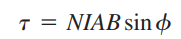 τ = NIAB sin ϕ